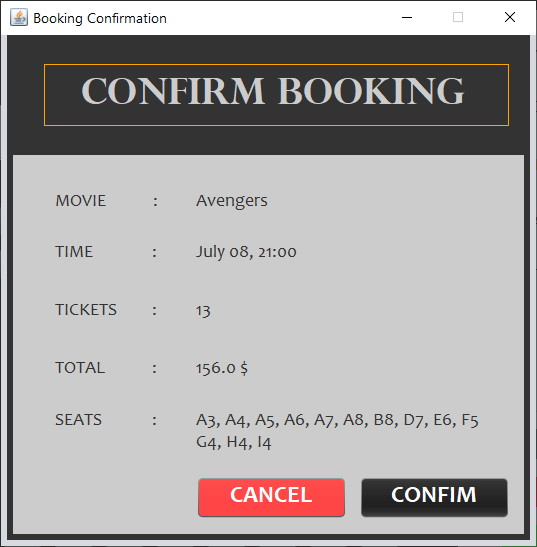 Booking Confirmation
CONFIRM BOOKING
MOVIE : Avengers
TIME : July 08, 21:00
TICKETS : 13
TOTAL : 156.0 $
SEATS : A3, A4, A5, A6, A7, A8, B8, D7, E6, F5
G4, H4, I4
CANCEL CONFIM